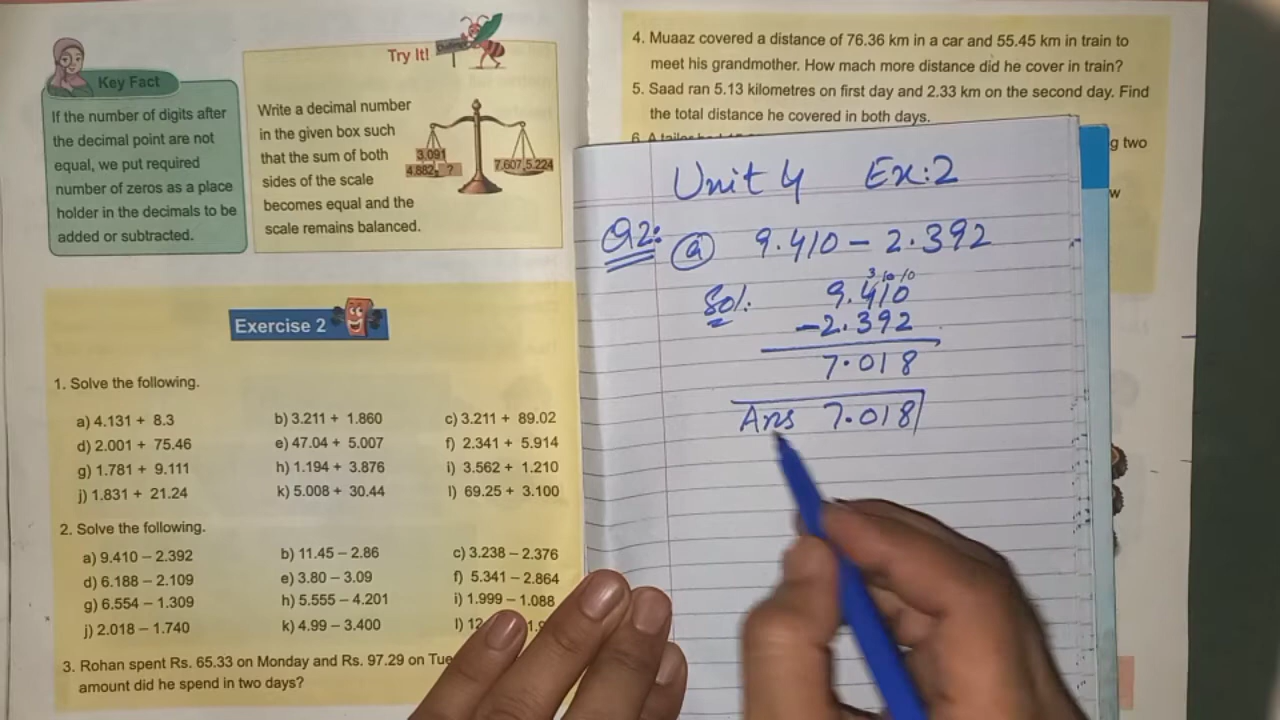 Key Fact
If the number of digits after
the decimal point are not
equal, we put required
number of zeros as a place
holder in the decimals to be
added or subtracted.
Try It!
Challenge
Write a decimal number
in the given box such
that the sum of both
sides of the scale
becomes equal and the
scale remains balanced.
3.091
4.882, ?
7.607,5.224
Exercise 2
1. Solve the following.
a) 4.131 + 8.3 b) 3.211 + 1.860 c) 3.211 + 89.02
d) 2.001 + 75.46 e) 47.04 + 5.007 f) 2.341 + 5.914
g) 1.781 + 9.111 h) 1.194 + 3.876 i) 3.562 + 1.210
j) 1.831 + 21.24 k) 5.008 + 30.44 l) 69.25 + 3.100
2. Solve the following.
a) 9.410 – 2.392 b) 11.45 – 2.86 c) 3.238 – 2.376
d) 6.188 – 2.109 e) 3.80 – 3.09 f) 5.341 – 2.864
g) 6.554 – 1.309 h) 5.555 – 4.201 i) 1.999 – 1.088
j) 2.018 – 1.740 k) 4.99 – 3.400 l) 12
3. Rohan spent Rs. 65.33 on Monday and Rs. 97.29 on Tue
amount did he spend in two days?
4. Muaaz covered a distance of 76.36 km in a car and 55.45 km in train to
meet his grandmother. How mach more distance did he cover in train?
5. Saad ran 5.13 kilometres on first day and 2.33 km on the second day. Find
the total distance he covered in both days.
6. A tailor had
g two
w
Unit 4 Ex:2
Q2: a 9.410 – 2.392
3 10 10
Sol: 9.410
–2.392
7.018
Ans 7.018